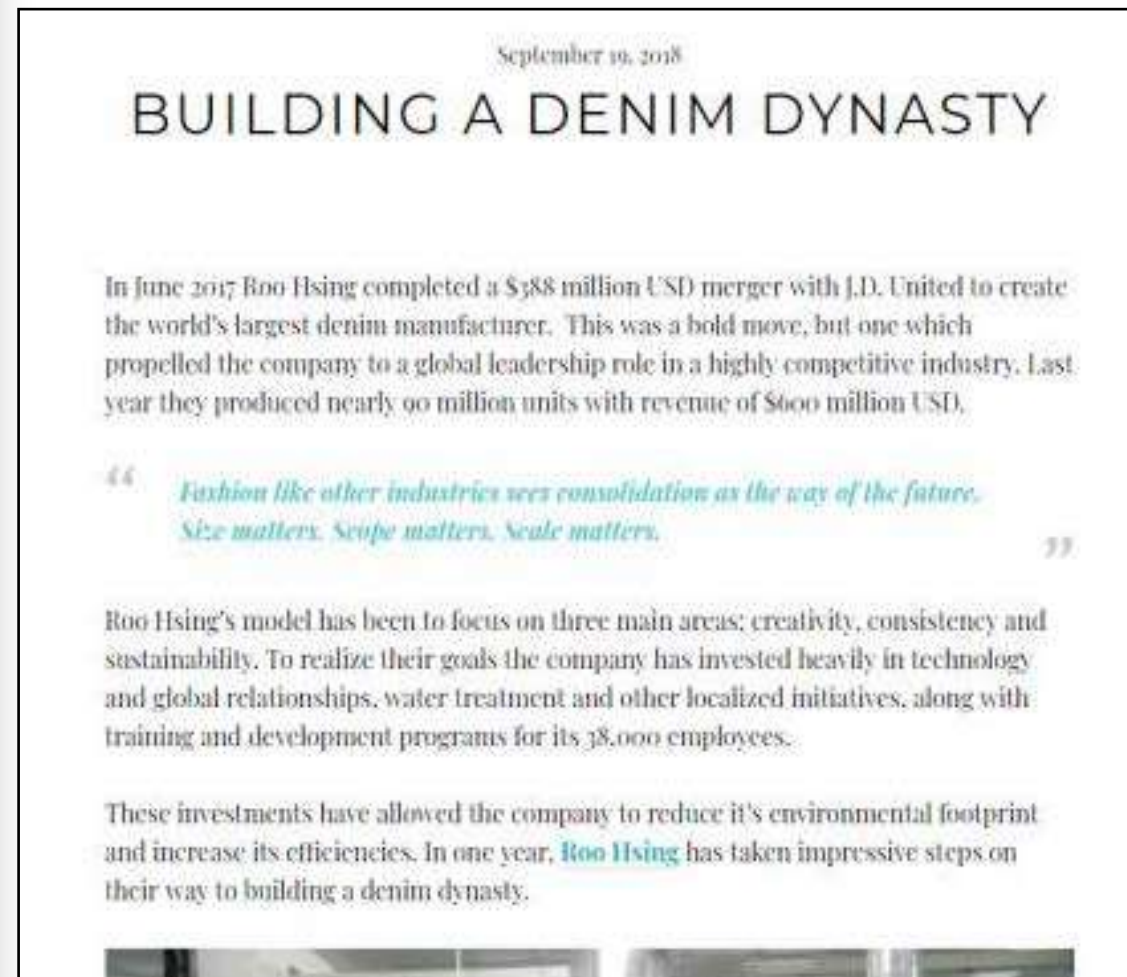 September 19, 2018
BUILDING A DENIM DYNASTY
In June 2017 Roo Hsing completed a $388 million USD merger with J.D. United to create
the world's largest denim manufacturer.  This was a bold move, but one which
propelled the company to a global leadership role in a highly competitive industry. Last
year they produced nearly 90 million units with revenue of $600 million USD.
“ Fashion like other industries sees consolidation as the way of the future.
Size matters. Scope matters. Scale matters. ”
Roo Hsing's model has been to focus on three main areas; creativity, consistency and
sustainability. To realize their goals the company has invested heavily in technology
and global relationships, water treatment and other localized initiatives, along with
training and development programs for its 38,000 employees.
These investments have allowed the company to reduce it's environmental footprint
and increase its efficiencies. In one year, Roo Hsing has taken impressive steps on
their way to building a denim dynasty.